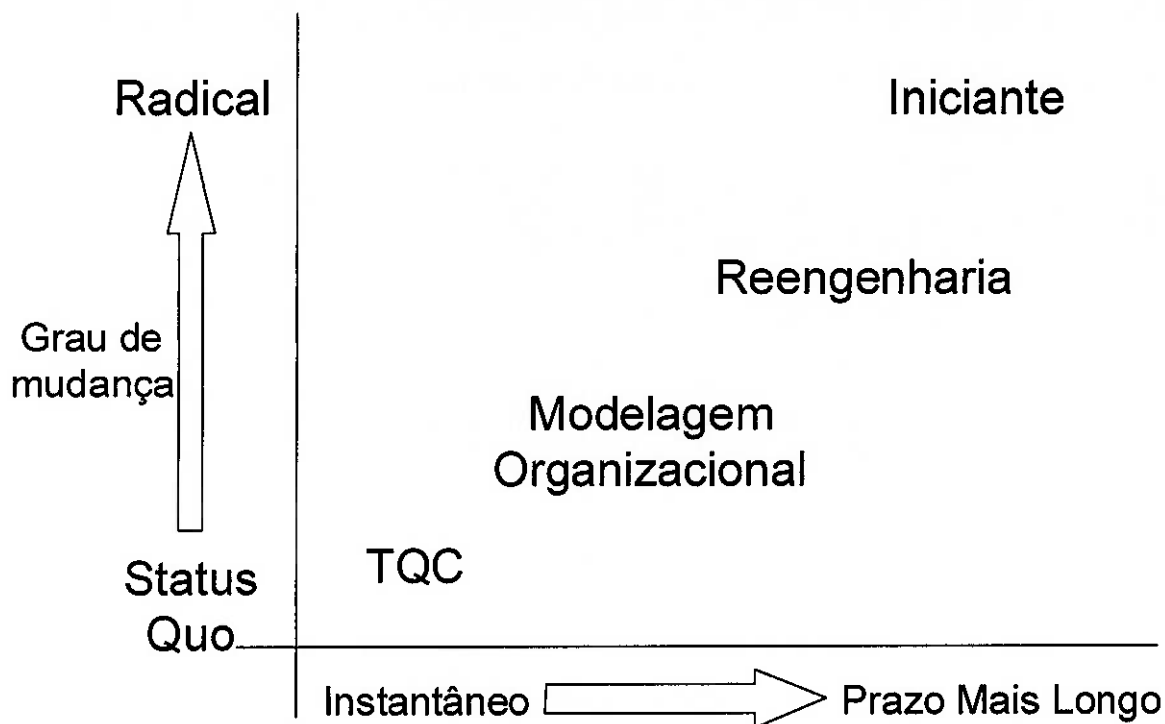 Radical
Iniciante
Reengenharia
Grau de
mudança
Modelagem
Organizacional
TQC
Status
Quo
Instantâneo
Prazo Mais Longo